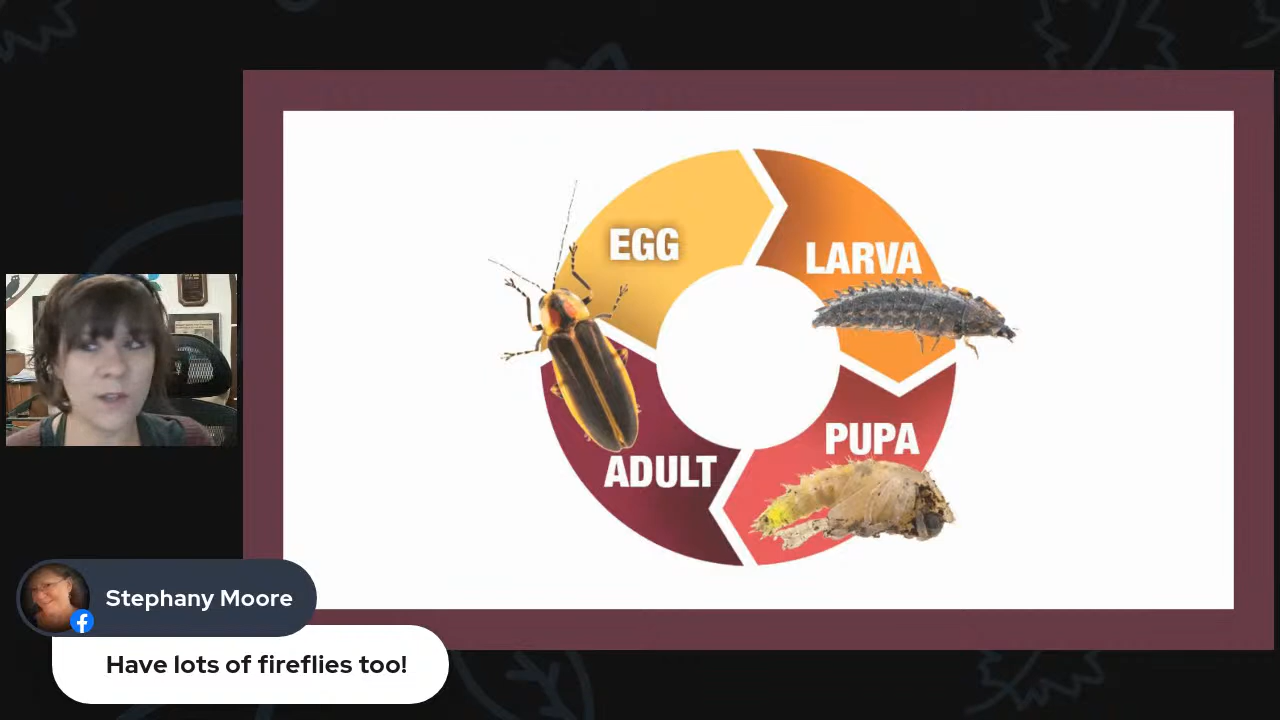 EGG
LARVA
PUPA
ADULT
Stephany Moore
Have lots of fireflies too!